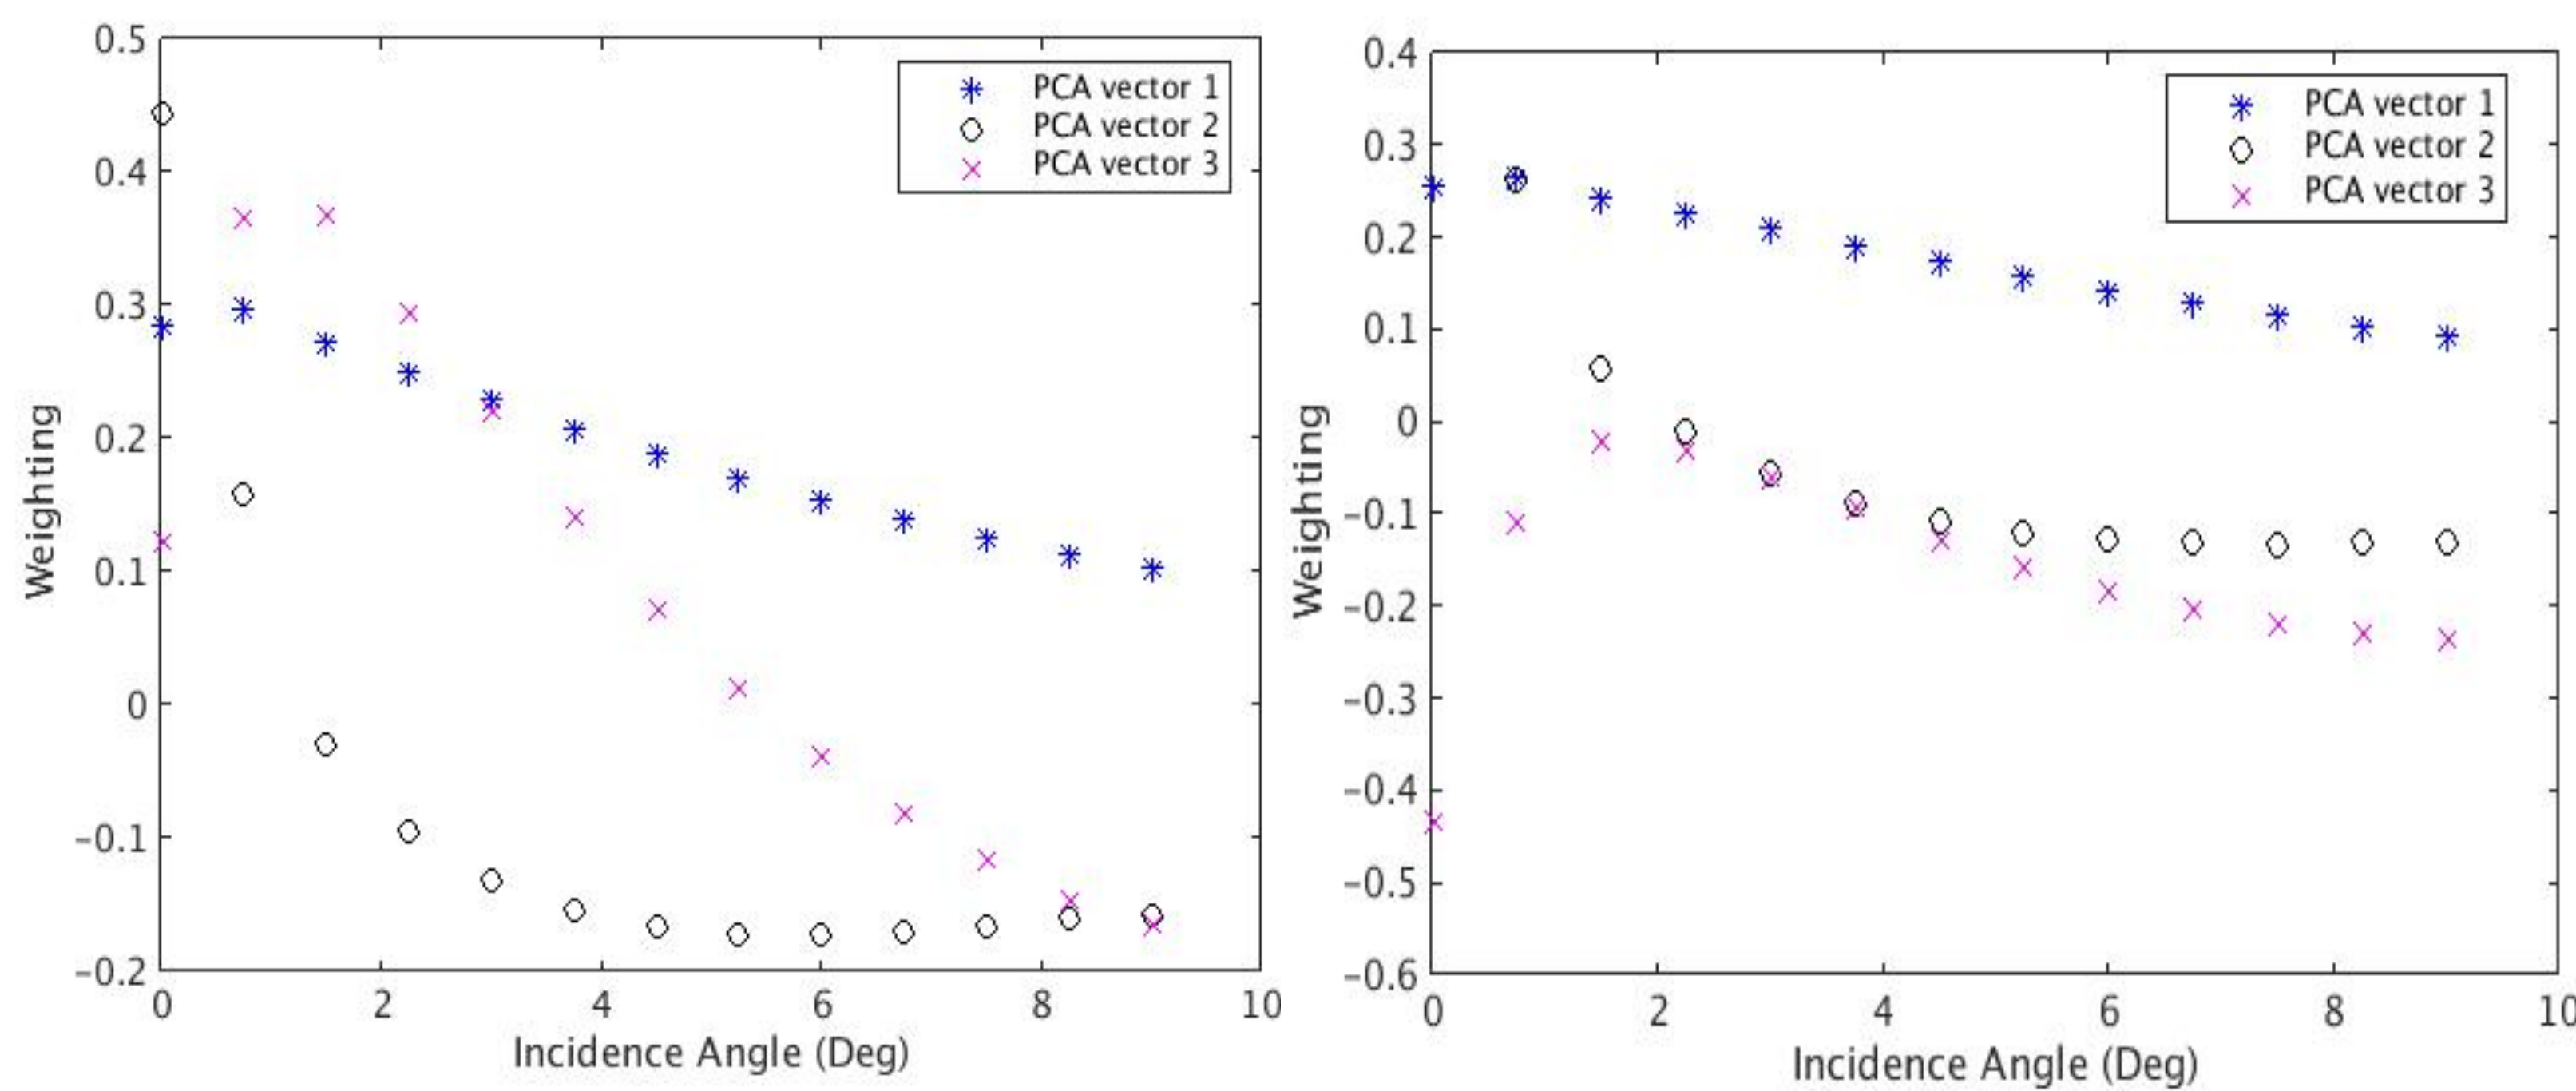 0.5
0.4
0.3
0.2
0.1
0
−0.1
−0.2
Weighting
PCA vector 1
PCA vector 2
PCA vector 3
0 2 4 6 8 10
Incidence Angle (Deg)
0.4
0.3
0.2
0.1
0
−0.1
−0.2
−0.3
−0.4
−0.5
−0.6
Weighting
PCA vector 1
PCA vector 2
PCA vector 3
0 2 4 6 8 10
Incidence Angle (Deg)